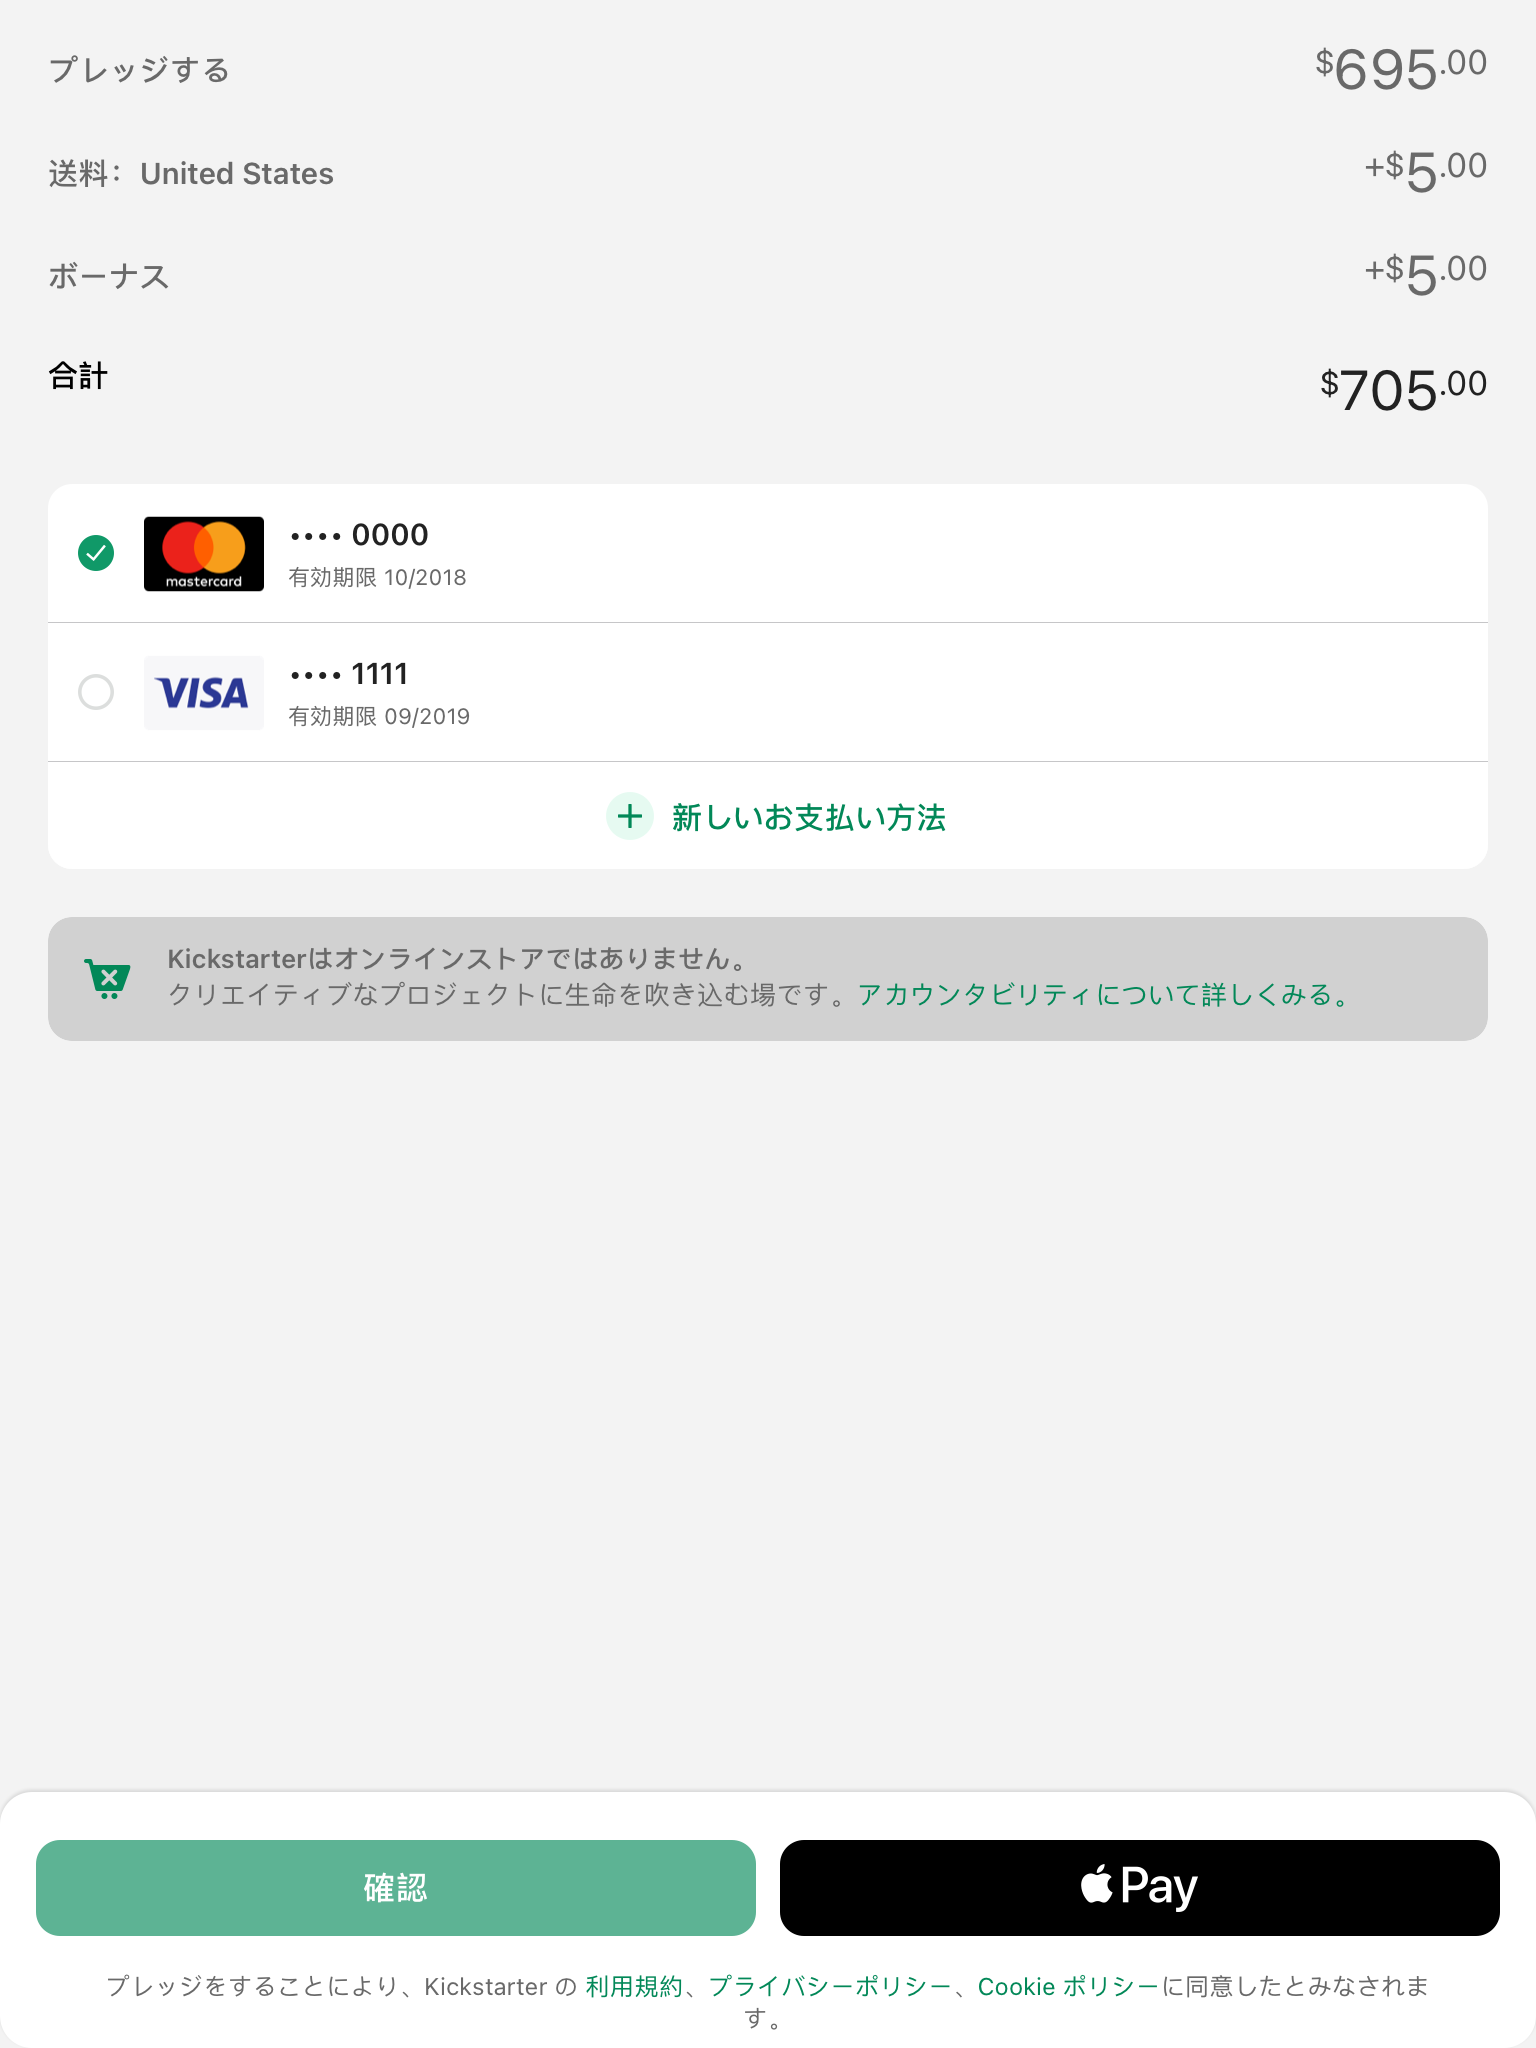 プレッジする $695.00
送料： United States +$5.00
ボーナス +$5.00
合計 $705.00
mastercard
•••• 0000
有効期限 10/2018
VISA
•••• 1111
有効期限 09/2019
新しいお支払い方法
Kickstarterはオンラインストアではありません。
クリエイティブなプロジェクトに生命を吹き込む場です。アカウンタビリティについて詳しくみる。
確認
Pay
プレッジをすることにより、Kickstarter の 利用規約、プライバシーポリシー、Cookie ポリシーに同意したとみなされま
す。